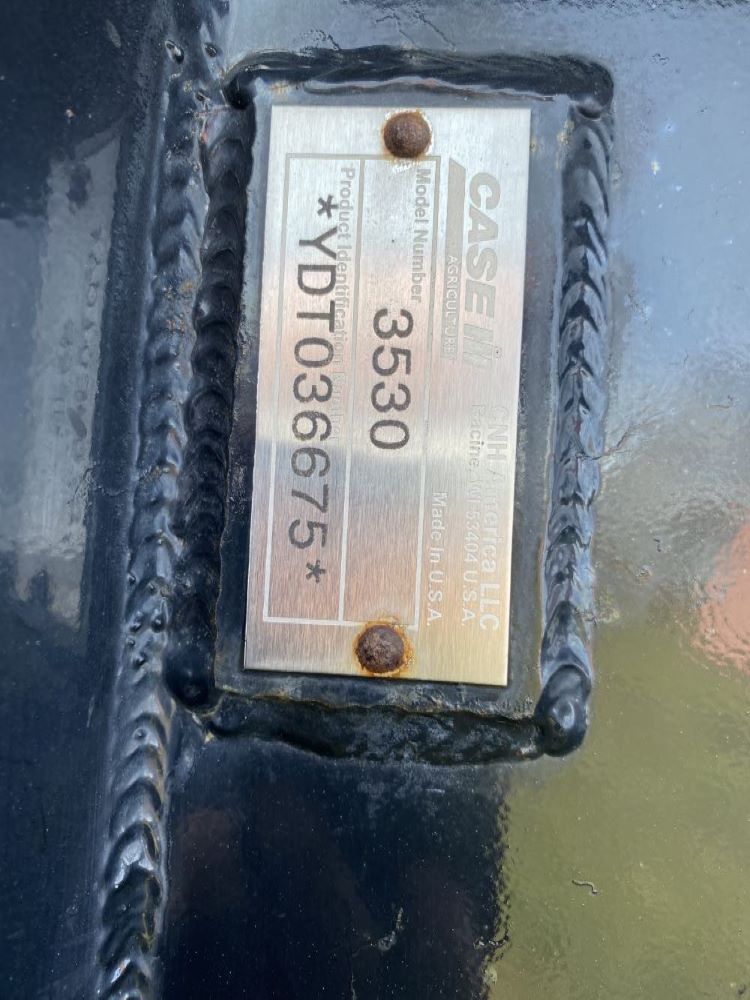 CASE IH
AGRICULTURE
CNH America LLC
Racine, WI 53404 U.S.A.
Made In U.S.A.
Model Number
3530
Product Identification Number
*YDT036675*